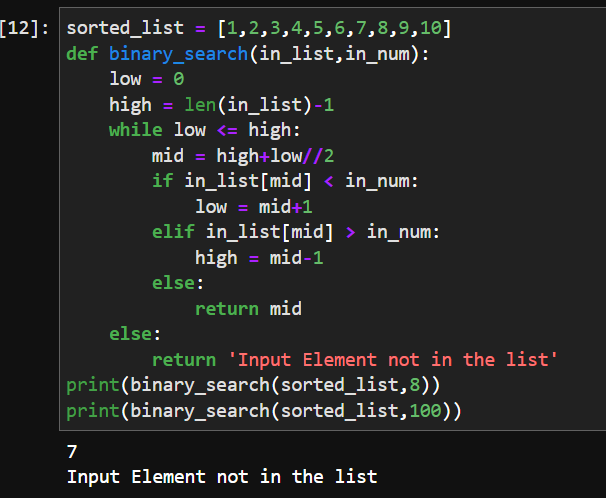 [12]: sorted_list = [1,2,3,4,5,6,7,8,9,10]
def binary_search(in_list,in_num):
    low = 0
    high = len(in_list)-1
    while low <= high:
        mid = high+low//2
        if in_list[mid] < in_num:
            low = mid+1
        elif in_list[mid] > in_num:
            high = mid-1
        else:
            return mid
    else:
        return 'Input Element not in the list'
print(binary_search(sorted_list,8))
print(binary_search(sorted_list,100))
7
Input Element not in the list